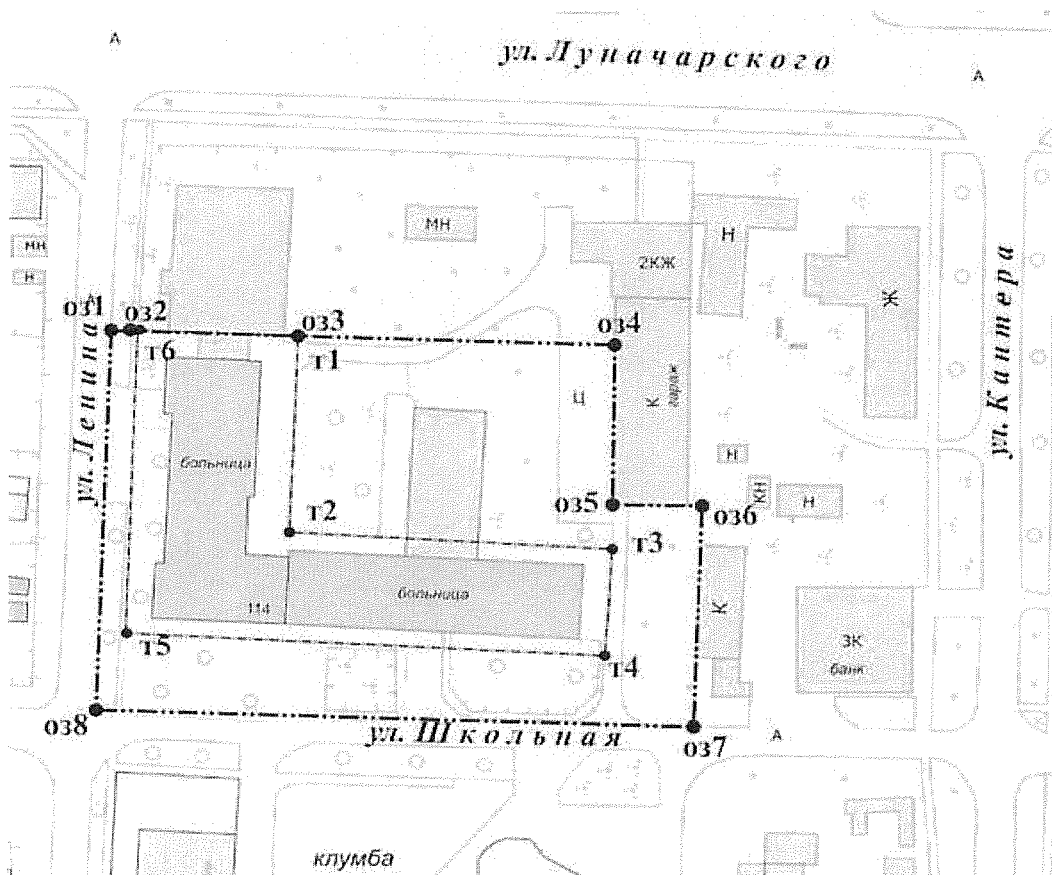 А
ул. Луначарского
А
МН
Н
2КЖ
Ж
МН
Н
А
оз1
оз2
оз3
оз4
т6
т1
ул. Ленина
ул. Кантера
Ц
К
гараж
больница
Н
КН
Н
оз5
оз6
т2
т3
больница
К
114
3К
банк
т5
т4
оз8
ул. Школьная
оз7
А
клумба